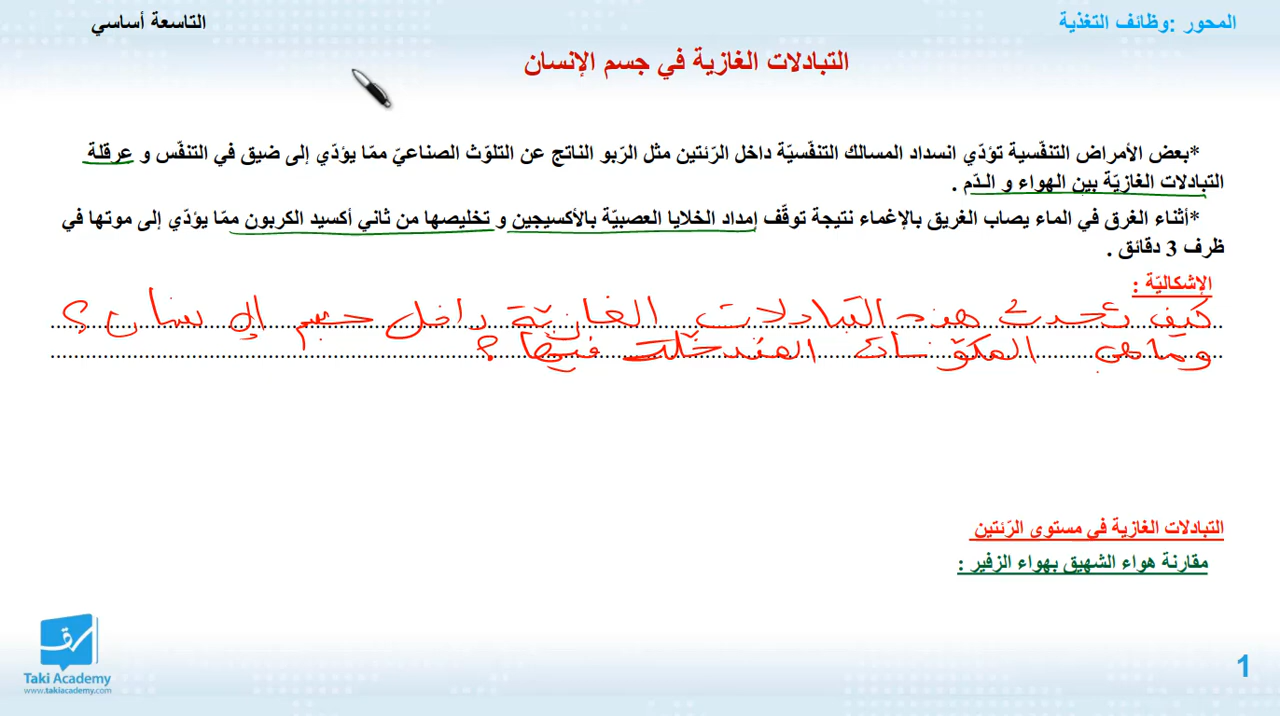 المحور :وظائف التغذية
التاسعة أساسي
التبادلات الغازية في جسم الإنسان
*بعض الأمراض التنفّسية تؤدّي انسداد المسالك التنفسيّة داخل الرّئتين مثل الرّبو الناتج عن التلوّث الصناعيّ ممّا يؤدّي إلى ضيق في التنفّس و عرقلة
التبادلات الغازيّة بين الهواء و الـدّم .
*أثناء الغرق في الماء يصاب الغريق بالإغماء نتيجة توقّف إمداد الخلايا العصبيّة بالأكسيجين و تخليصها من ثاني أكسيد الكربون ممّا يؤدّي إلى موتها في
ظرف 3 دقائق .
الإشكاليّة :
كيف تحدث هذه التبادلات الغازيّة داخل جسم الإنسان ؟
وما هي المكوّنات المتدخّلة فيها ؟
التبادلات الغازية في مستوى الرّئتين
مقارنة هواء الشهيق بهواء الزفير :
Taki Academy
www.takiacademy.com
1